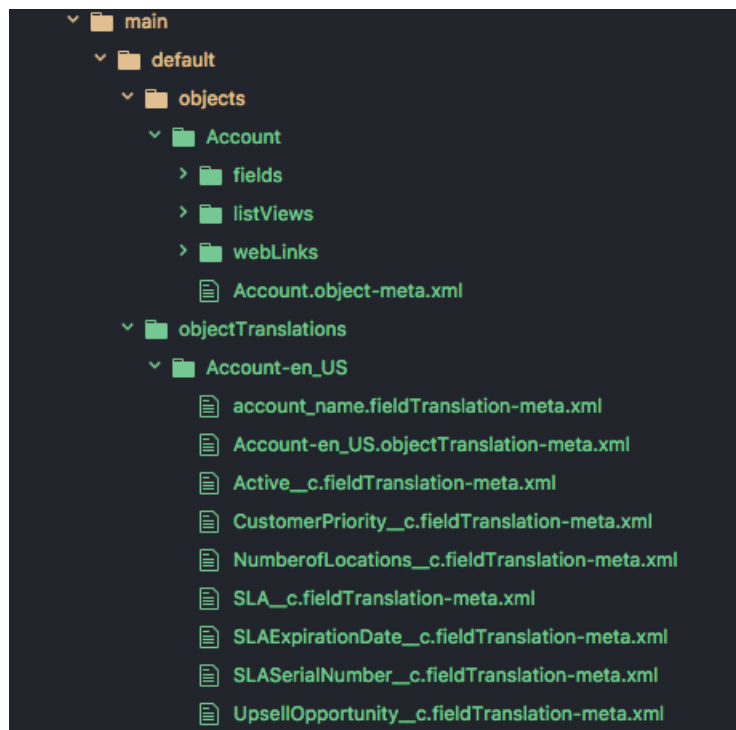 main
default
objects
Account
fields
listViews
webLinks
Account.object-meta.xml
objectTranslations
Account-en_US
account_name.fieldTranslation-meta.xml
Account-en_US.objectTranslation-meta.xml
Active__c.fieldTranslation-meta.xml
CustomerPriority__c.fieldTranslation-meta.xml
NumberofLocations__c.fieldTranslation-meta.xml
SLA__c.fieldTranslation-meta.xml
SLAExpirationDate__c.fieldTranslation-meta.xml
SLASerialNumber__c.fieldTranslation-meta.xml
UpsellOpportunity__c.fieldTranslation-meta.xml